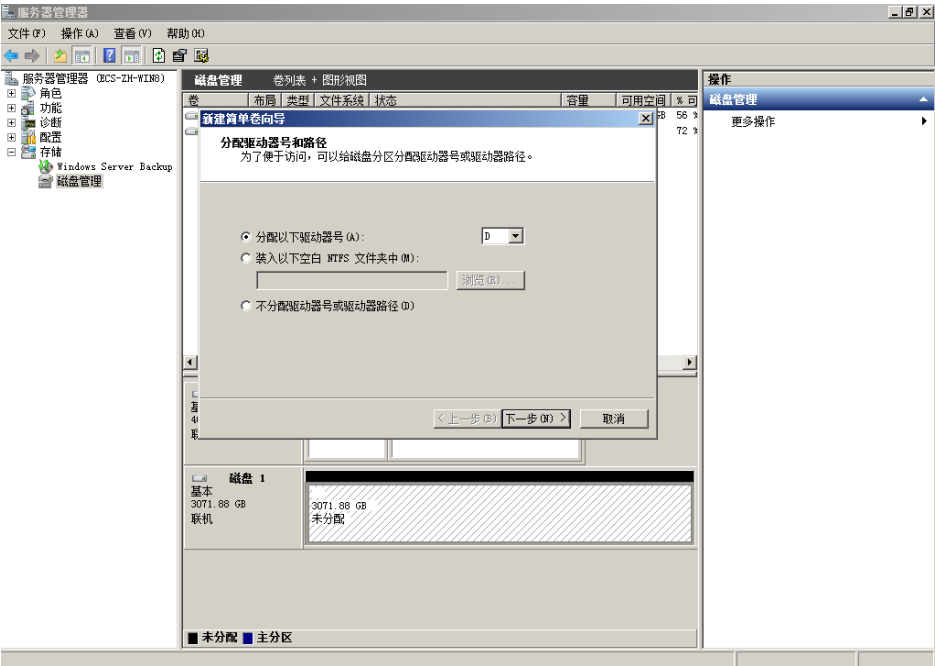 服务器管理器
文件(F) 操作(A) 查看(V) 帮助(H)
服务器管理器 (ECS-ZH-WIN8)
角色
功能
诊断
配置
存储
Windows Server Backup
磁盘管理
磁盘管理 卷列表 + 图形视图
卷 布局 类型 文件系统 状态 容量 可用空间 % 可
GB 56 %
72 %
新建简单卷向导
分配驱动器号和路径
为了便于访问，可以给磁盘分区分配驱动器号或驱动器路径。
分配以下驱动器号(A): D
装入以下空白 NTFS 文件夹中(M):
浏览(R)...
不分配驱动器号或驱动器路径(D)
< 上一步(B) 下一步(N) > 取消
磁盘 1
基本
3071.88 GB
联机
3071.88 GB
未分配
未分配 主分区
操作
磁盘管理
更多操作